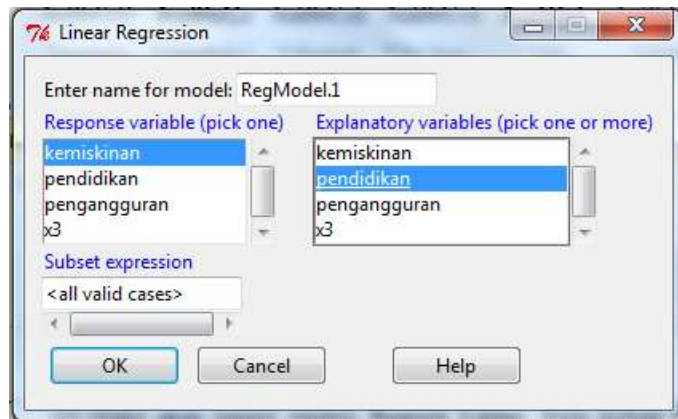 Linear Regression
Enter name for model: RegModel.1
Response variable (pick one) Explanatory variables (pick one or more)
kemiskinan kemiskinan
pendidikan pendidikan
pengangguran pengangguran
x3 x3
Subset expression
<all valid cases>
OK Cancel Help